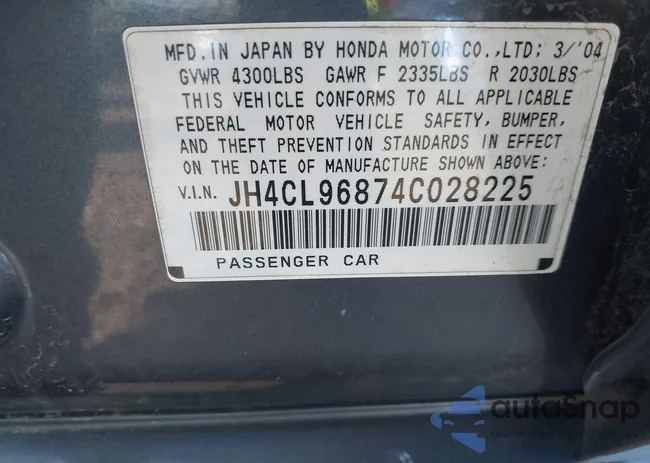 MFD. IN JAPAN BY HONDA MOTOR CO., LTD: 3/'04
GVWR 4300LBS GAWR F 2335LBS R 2030LBS
THIS VEHICLE CONFORMS TO ALL APPLICABLE
FEDERAL MOTOR VEHICLE SAFETY, BUMPER,
AND THEFT PREVENTION STANDARDS IN EFFECT
ON THE DATE OF MANUFACTURE SHOWN ABOVE:
V.I.N. JH4CL96874C028225
PASSENGER CAR
autoSnap